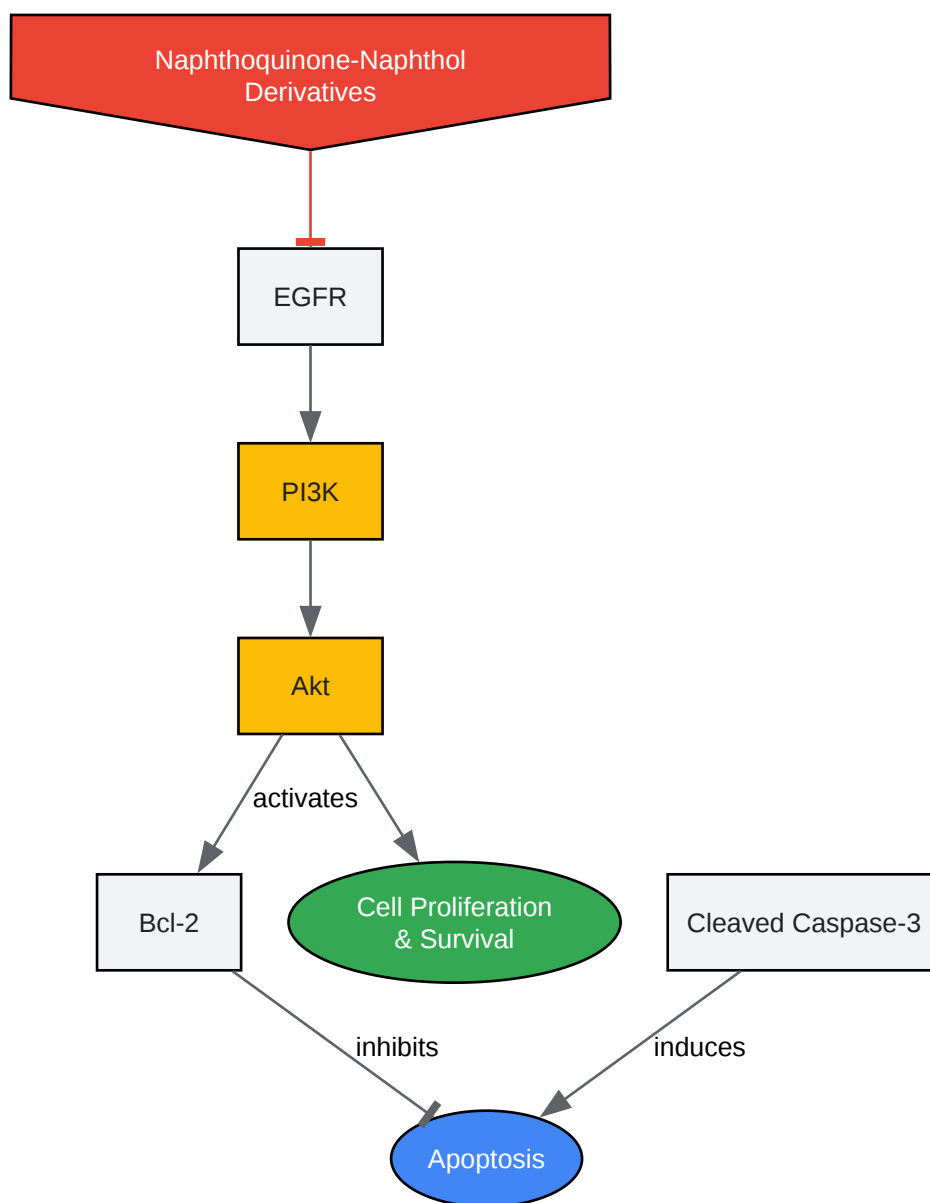 Naphthoquinone-Naphthol
Derivatives
EGFR
PI3K
Akt
activates
Bcl-2
Cell Proliferation
& Survival
Cleaved Caspase-3
inhibits
induces
Apoptosis